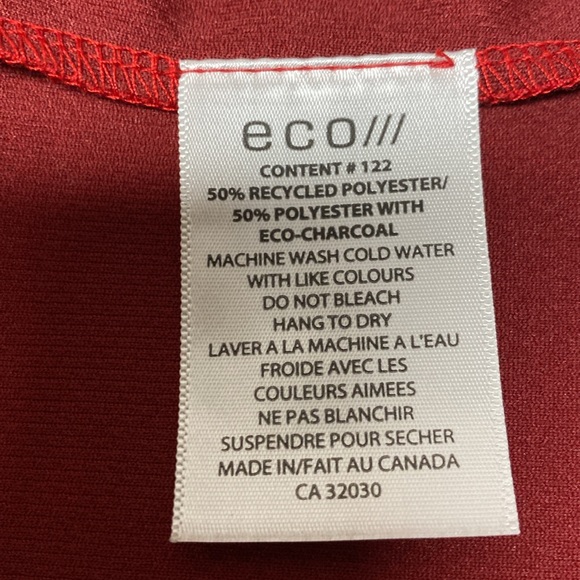 eco///
CONTENT # 122
50% RECYCLED POLYESTER/
50% POLYESTER WITH
ECO-CHARCOAL
MACHINE WASH COLD WATER
WITH LIKE COLOURS
DO NOT BLEACH
HANG TO DRY
LAVER A LA MACHINE A L'EAU
FROIDE AVEC LES
COULEURS AIMEES
NE PAS BLANCHIR
SUSPENDRE POUR SECHER
MADE IN/FAIT AU CANADA
CA 32030